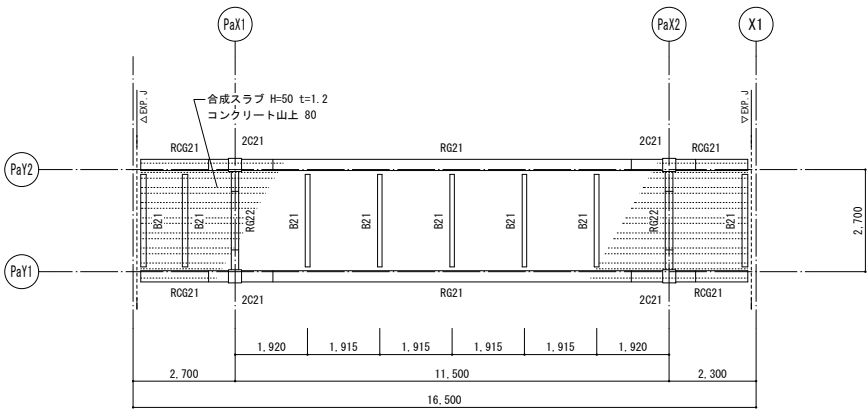 PaX1
PaX2
X1
合成スラブ H=50 t=1.2
コンクリート山上 80
△EXP.J
▽EXP.J
RCG21
2C21
RG21
2C21
RCG21
PaY2
B21
B21
RG22
B21
B21
B21
B21
B21
RG22
B21
2,700
PaY1
RCG21
2C21
RG21
2C21
RCG21
1,920
1,915
1,915
1,915
1,915
1,920
2,700
11,500
2,300
16,500